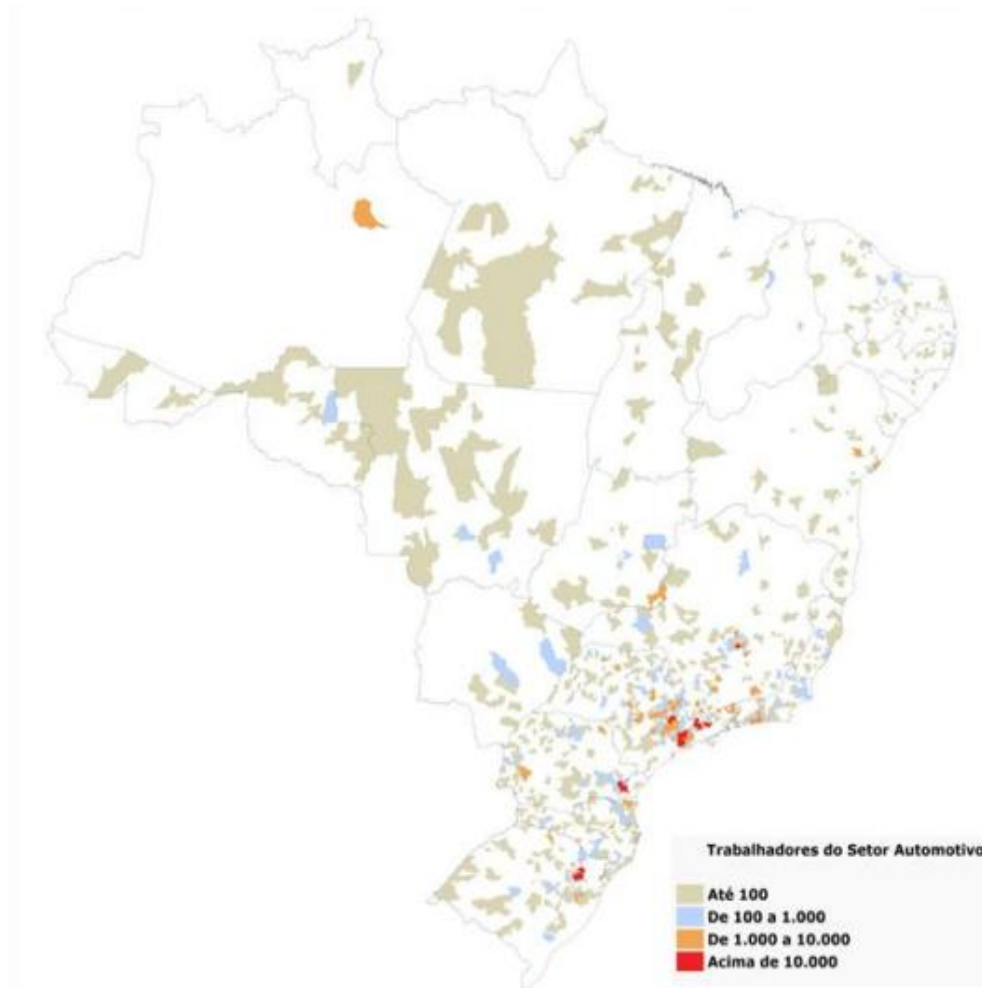 Trabalhadores do Setor Automotivo
Até 100
De 100 a 1.000
De 1.000 a 10.000
Acima de 10.000